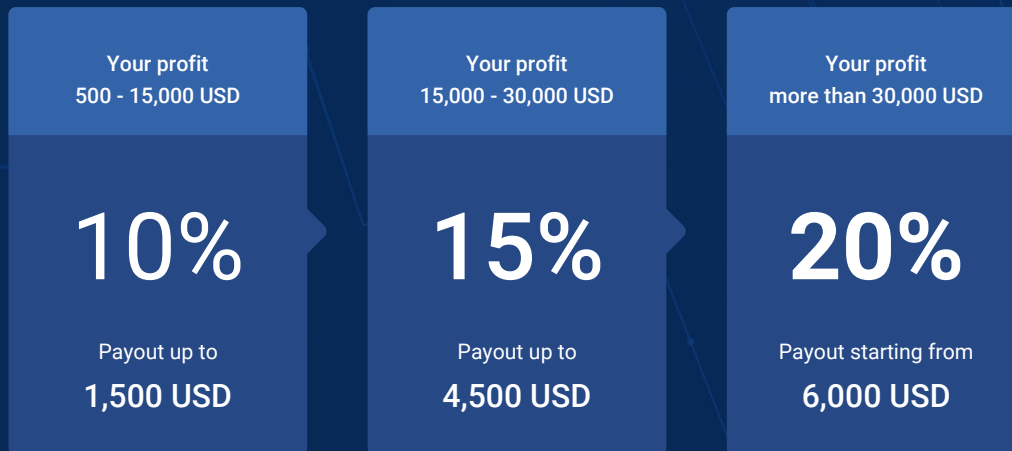 Your profit
500 - 15,000 USD
10%
Payout up to
1,500 USD
Your profit
15,000 - 30,000 USD
15%
Payout up to
4,500 USD
Your profit
more than 30,000 USD
20%
Payout starting from
6,000 USD